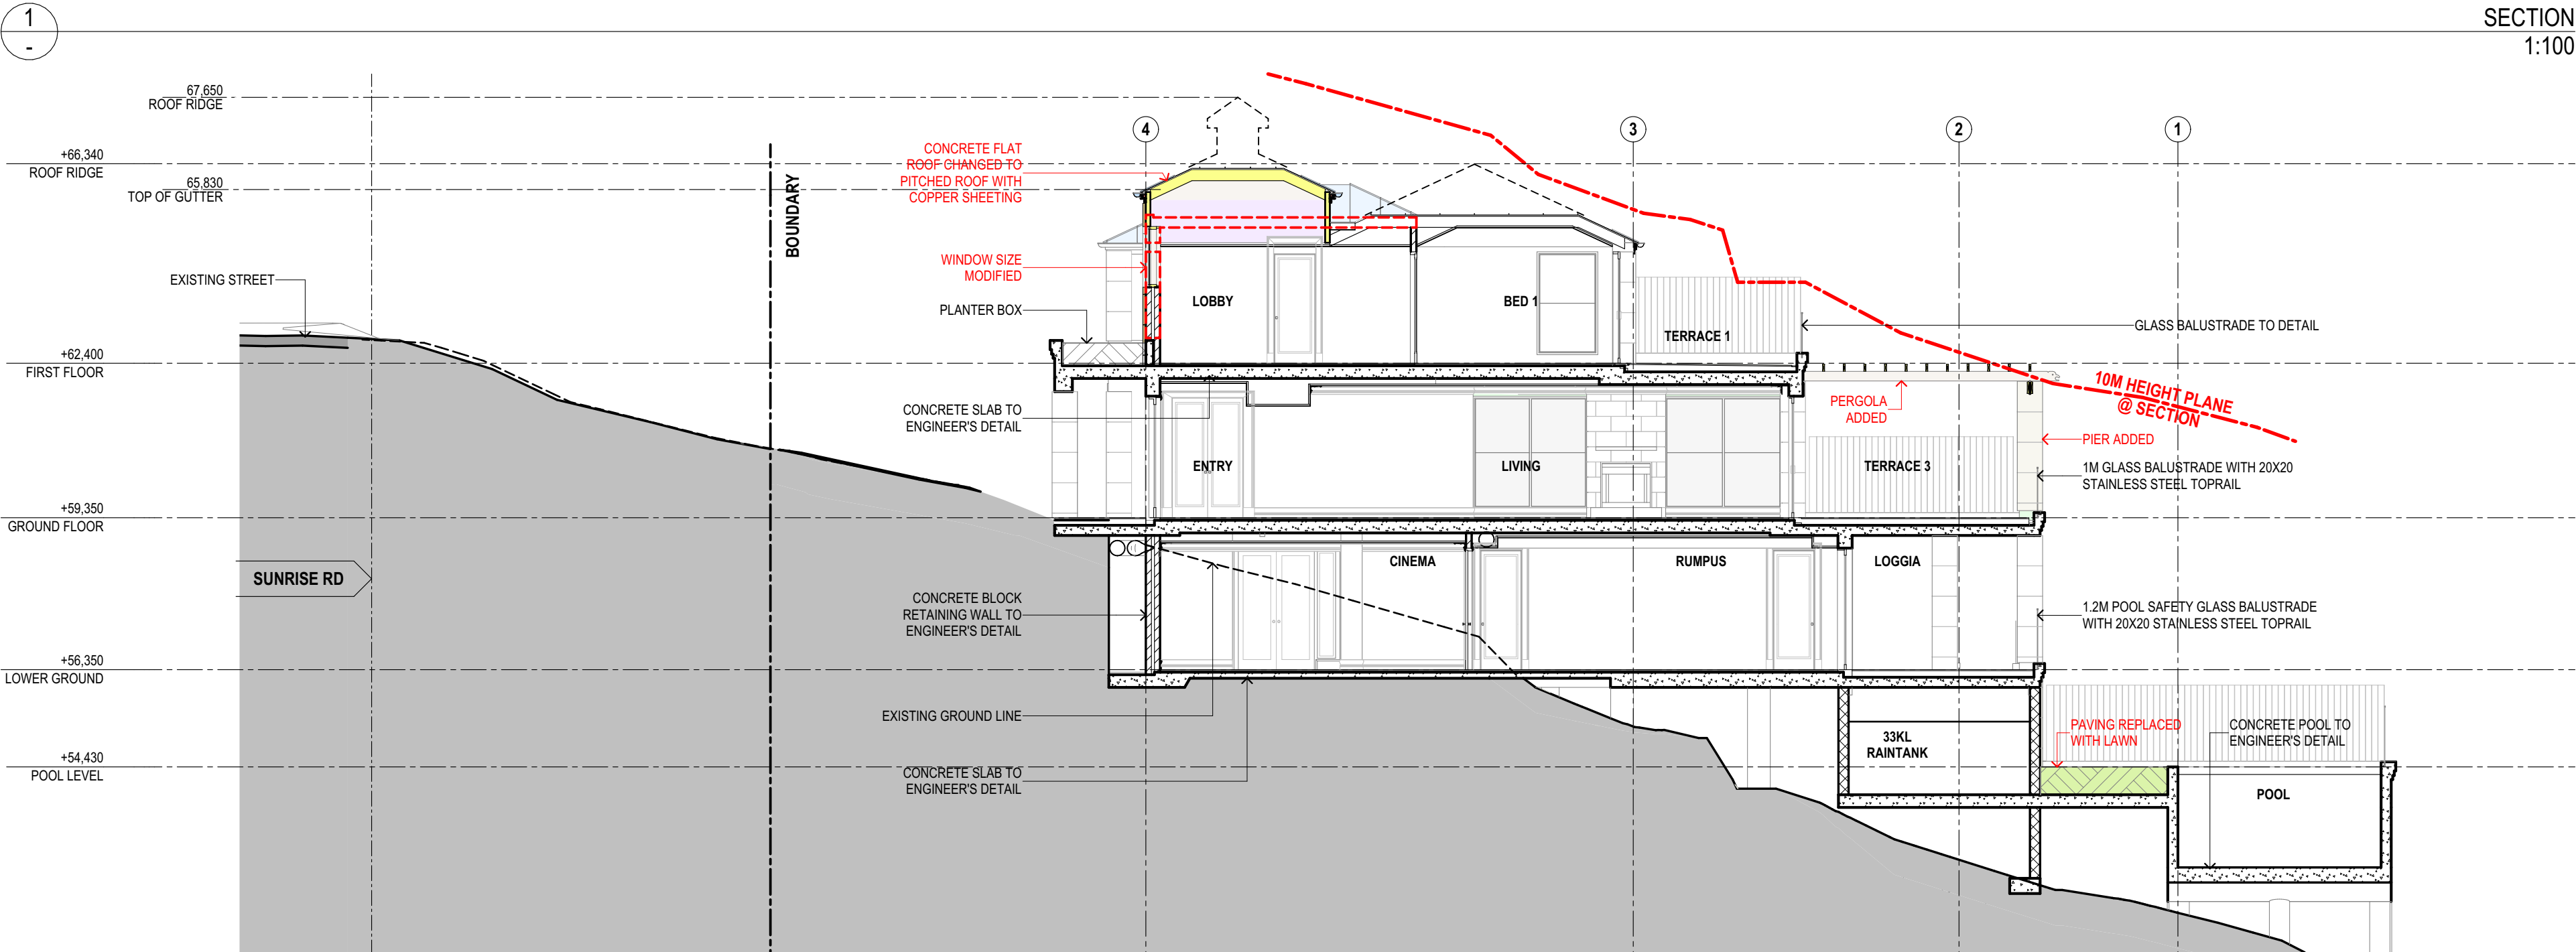 1
-
SECTION
1:100
67,650
ROOF RIDGE
+66,340
ROOF RIDGE
65,830
TOP OF GUTTER
EXISTING STREET
+62,400
FIRST FLOOR
+59,350
GROUND FLOOR
SUNRISE RD
+56,350
LOWER GROUND
+54,430
POOL LEVEL
BOUNDARY
CONCRETE FLAT
ROOF CHANGED TO
PITCHED ROOF WITH
COPPER SHEETING
WINDOW SIZE
MODIFIED
PLANTER BOX
CONCRETE SLAB TO
ENGINEER'S DETAIL
CONCRETE BLOCK
RETAINING WALL TO
ENGINEER'S DETAIL
EXISTING GROUND LINE
CONCRETE SLAB TO
ENGINEER'S DETAIL
4
3
2
1
LOBBY
BED 1
TERRACE 1
ENTRY
LIVING
TERRACE 3
CINEMA
RUMPUS
LOGGIA
33KL
RAINTANK
POOL
GLASS BALUSTRADE TO DETAIL
10M HEIGHT PLANE
@ SECTION
PERGOLA
ADDED
PIER ADDED
1M GLASS BALUSTRADE WITH 20X20
STAINLESS STEEL TOPRAIL
1.2M POOL SAFETY GLASS BALUSTRADE
WITH 20X20 STAINLESS STEEL TOPRAIL
PAVING REPLACED
WITH LAWN
CONCRETE POOL TO
ENGINEER'S DETAIL